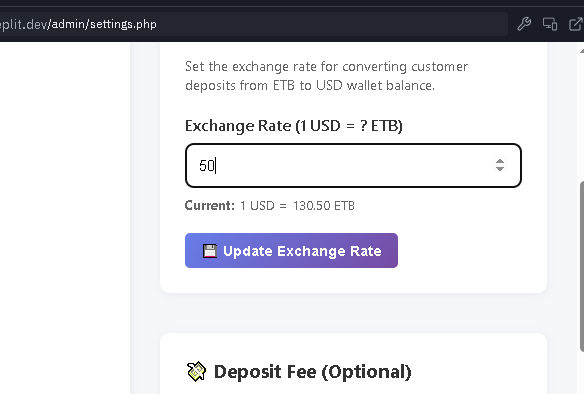 eplit.dev/admin/settings.php
Set the exchange rate for converting customer
deposits from ETB to USD wallet balance.
Exchange Rate (1 USD = ? ETB)
50
Current: 1 USD = 130.50 ETB
💾 Update Exchange Rate
💸 Deposit Fee (Optional)